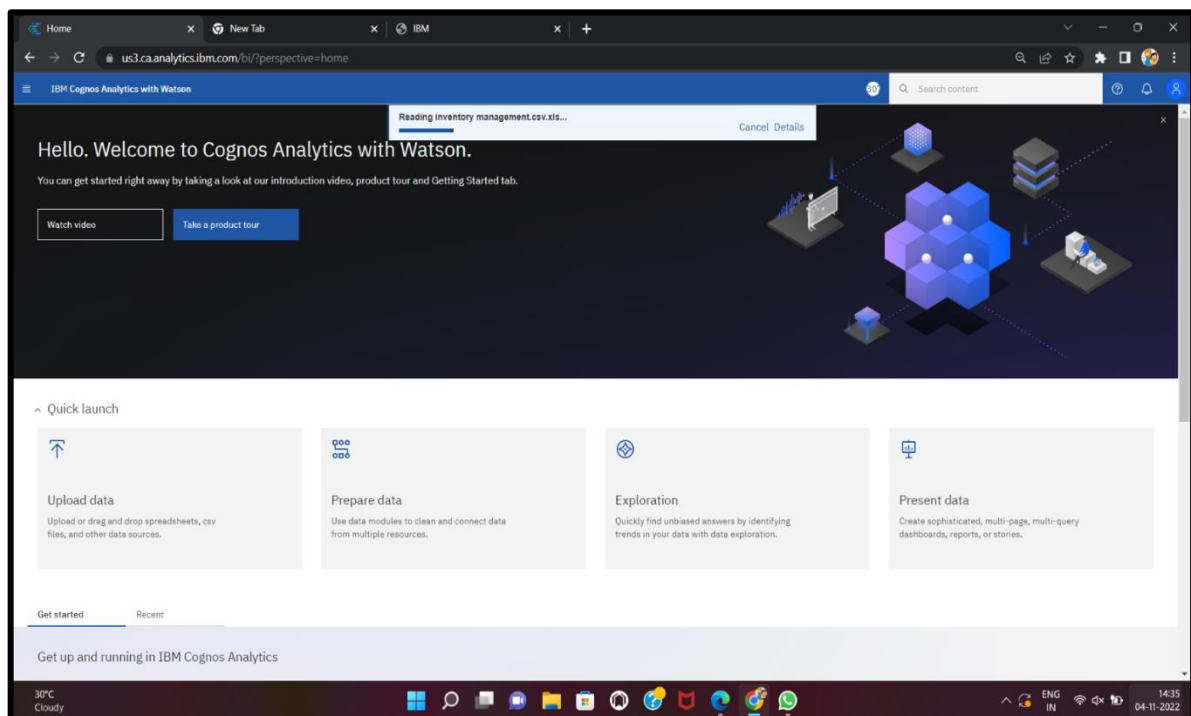 Home
New Tab
IBM
us3.ca.analytics.ibm.com/bi/?perspective=home
IBM Cognos Analytics with Watson
30
Search content
Reading inventory management.csv.xls...
Cancel Details
Hello. Welcome to Cognos Analytics with Watson.
You can get started right away by taking a look at our introduction video, product tour and Getting Started tab.
Watch video
Take a product tour
Quick launch
Upload data
Upload or drag and drop spreadsheets, csv
files, and other data sources.
Prepare data
Use data modules to clean and connect data
from multiple resources.
Exploration
Quickly find unbiased answers by identifying
trends in your data with data exploration.
Present data
Create sophisticated, multi-page, multi-query
dashboards, reports, or stories.
Get started
Recent
Get up and running in IBM Cognos Analytics
30°C
Cloudy
ENG
IN
14:35
04-11-2022